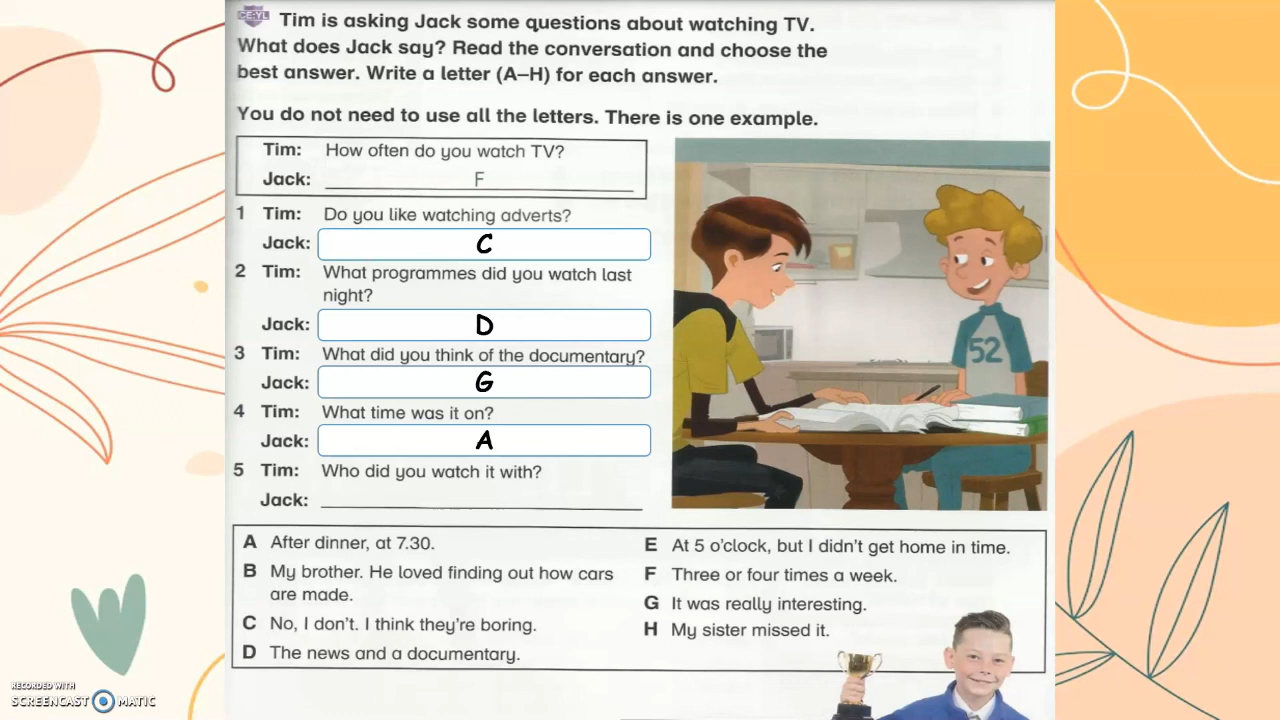 CE:YL
Tim is asking Jack some questions about watching TV.
What does Jack say? Read the conversation and choose the
best answer. Write a letter (A–H) for each answer.
You do not need to use all the letters. There is one example.
Tim: How often do you watch TV?
Jack: F
1 Tim: Do you like watching adverts?
Jack: C
2 Tim: What programmes did you watch last
night?
Jack: D
3 Tim: What did you think of the documentary?
Jack: G
4 Tim: What time was it on?
Jack: A
5 Tim: Who did you watch it with?
Jack:
52
A After dinner, at 7.30.
B My brother. He loved finding out how cars
are made.
C No, I don't. I think they're boring.
D The news and a documentary.
E At 5 o'clock, but I didn't get home in time.
F Three or four times a week.
G It was really interesting.
H My sister missed it.
RECORDED WITH
SCREENCAST MATIC